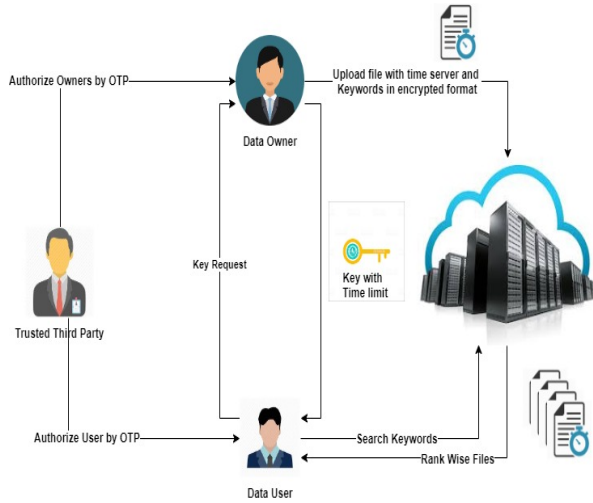 Authorize Owners by OTP
Upload file with time server and
Keywords in encrypted format
Data Owner
Key Request
Key with
Time limit
Trusted Third Party
Authorize User by OTP
Search Keywords
Rank Wise Files
Data User